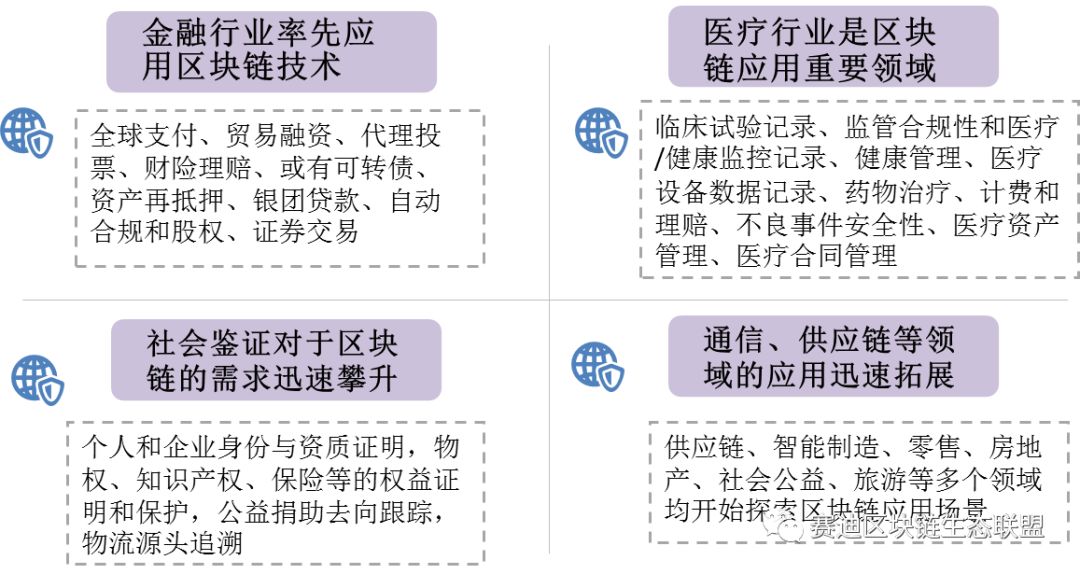 金融行业率先应
用区块链技术
全球支付、贸易融资、代理投
票、财险理赔、或有可转债、
资产再抵押、银团贷款、自动
合规和股权、证券交易
医疗行业是区块
链应用重要领域
临床试验记录、监管合规性和医疗
/健康监控记录、健康管理、医疗
设备数据记录、药物治疗、计费和
理赔、不良事件安全性、医疗资产
管理、医疗合同管理
社会鉴证对于区块
链的需求迅速攀升
个人和企业身份与资质证明，物
权、知识产权、保险等的权益证
明和保护，公益捐助去向跟踪，
物流源头追溯
通信、供应链等领
域的应用迅速拓展
供应链、智能制造、零售、房地
产、社会公益、旅游等多个领域
均开始探索区块链应用场景
赛迪区块链生态联盟